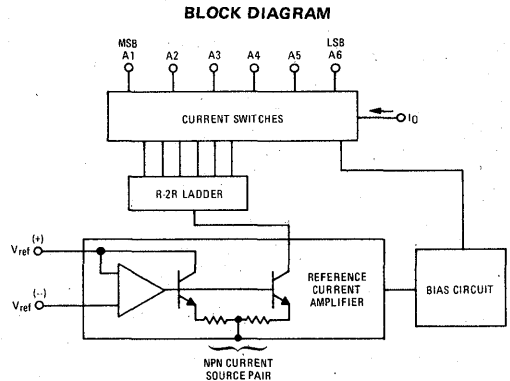 BLOCK DIAGRAM
MSB
A1
A2
A3
A4
A5
LSB
A6
CURRENT SWITCHES
IO
R-2R LADDER
(+)
Vref
(--)
Vref
REFERENCE
CURRENT
AMPLIFIER
BIAS CIRCUIT
NPN CURRENT
SOURCE PAIR